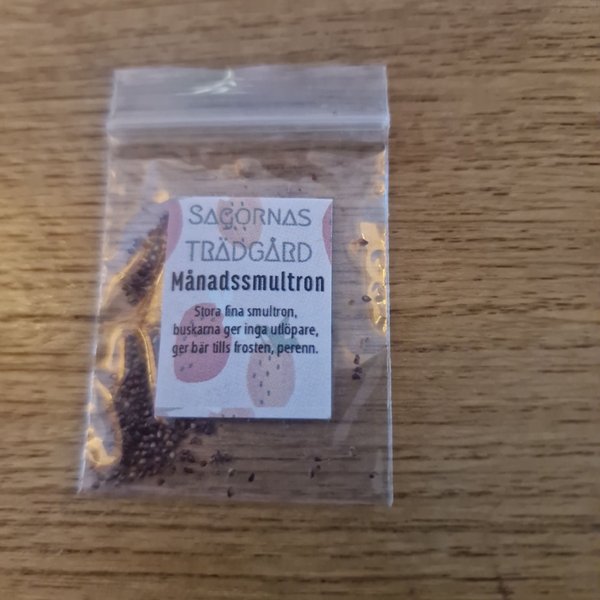 SAGORNAS
TRÄDGÅRD
Månadssmultron
Stora fina smultron,
buskarna ger inga utlöpare,
ger bär tills frosten, perenn.